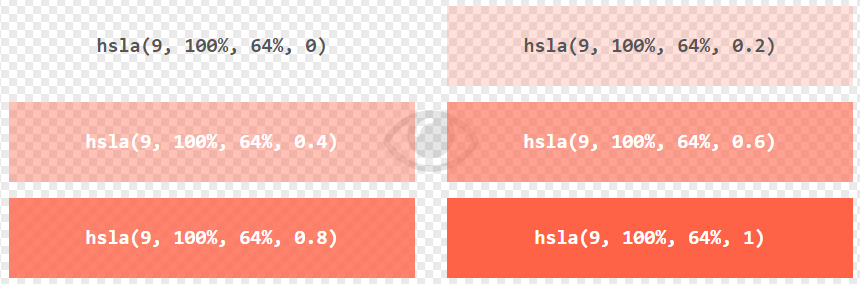 hsla(9, 100%, 64%, 0)
hsla(9, 100%, 64%, 0.2)
hsla(9, 100%, 64%, 0.4)
hsla(9, 100%, 64%, 0.6)
hsla(9, 100%, 64%, 0.8)
hsla(9, 100%, 64%, 1)